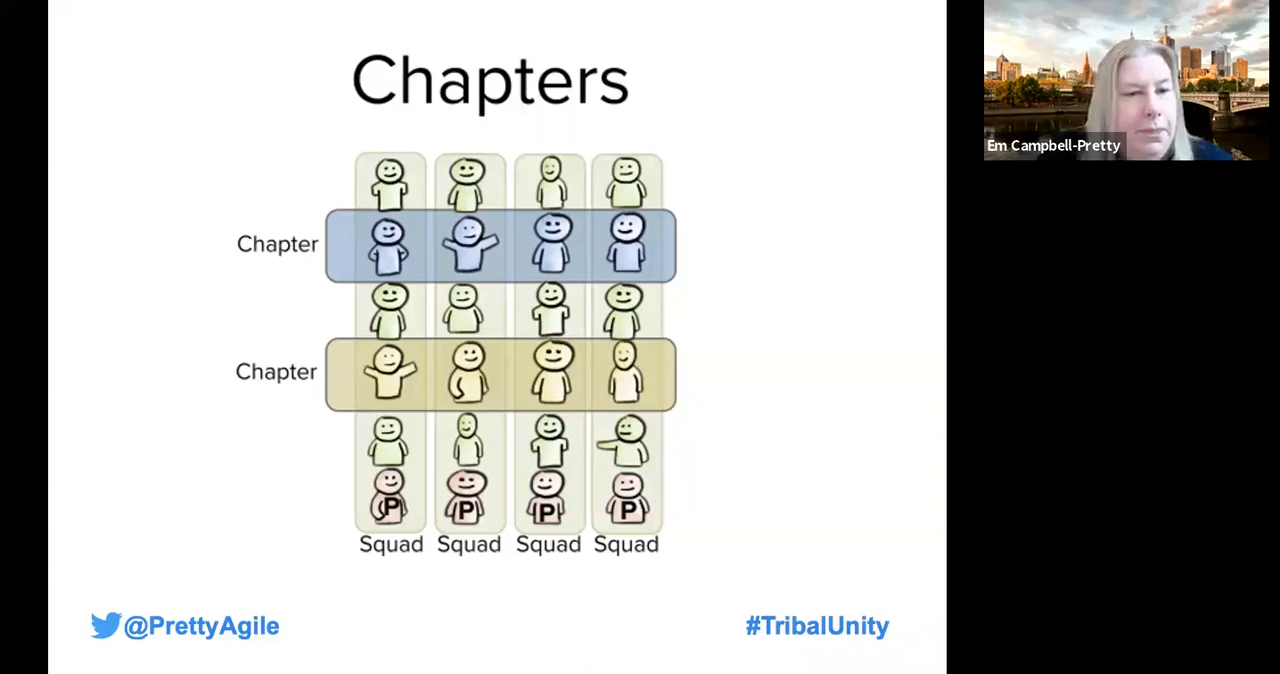 Chapters
Em Campbell-Pretty
Chapter
Chapter
P P P P
Squad Squad Squad Squad
@PrettyAgile #TribalUnity